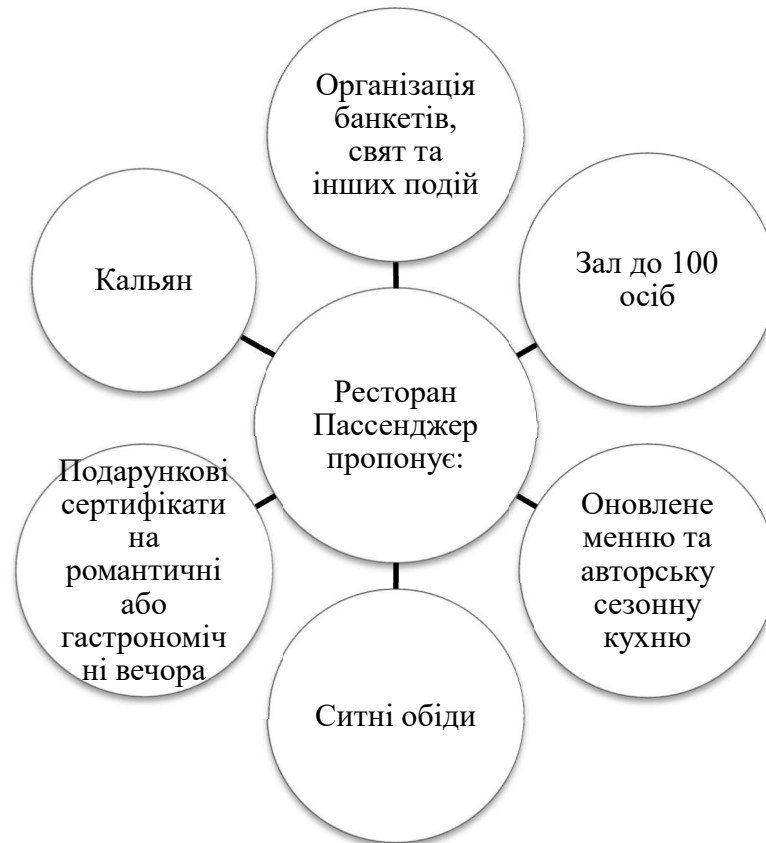 Організація
банкетів,
свят та
інших подій
Зал до 100
осіб
Оновлене
менню та
авторську
сезонну
кухню
Ситні обіди
Подарункові
сертифікати
на
романтичні
або
гастрономіч
ні вечора
Кальян
Ресторан
Пассенджер
пропонує: